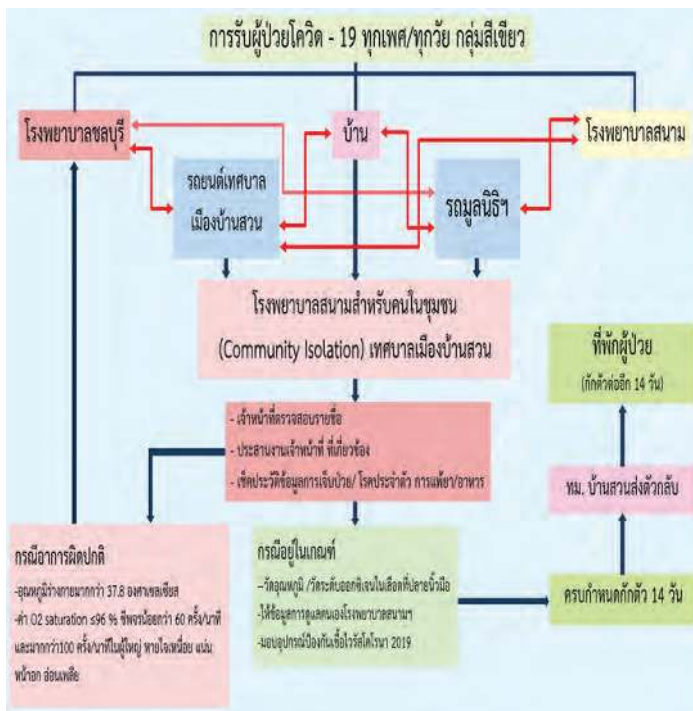 การรับผู้ป่วยโควิด - 19 ทุกเพศ/ทุกวัย กลุ่มสีเขียว
โรงพยาบาลชลบุรี
บ้าน
โรงพยาบาลสนาม
รถยนต์เทศบาล
เมืองบ้านสวน
รถมูลนิธิฯ
โรงพยาบาลสนามสำหรับคนในชุมชน
(Community Isolation) เทศบาลเมืองบ้านสวน
ที่พักผู้ป่วย
(กักตัวต่ออีก 14 วัน)
- เจ้าหน้าที่ตรวจสอบรายชื่อ
- ประสานงานเจ้าหน้าที่ ที่เกี่ยวข้อง
- เช็คประวัติข้อมูลการเจ็บป่วย/ โรคประจำตัว การแพ้ยา/อาหาร
ทม. บ้านสวนส่งตัวกลับ
กรณีอาการผิดปกติ
-อุณหภูมิร่างกายมากกว่า 37.8 องศาเซลเซียส
-ค่า O2 saturation ≤96 % ชีพจรน้อยกว่า 60 ครั้ง/นาที
และมากกว่า100 ครั้ง/นาทีในผู้ใหญ่ หายใจเหนื่อย แน่น
หน้าอก อ่อนเพลีย
กรณีอยู่ในเกณฑ์
–วัดอุณหภูมิ /วัดระดับออกซิเจนในเลือดที่ปลายนิ้วมือ
-ให้ข้อมูลการดูแลตนเองโรงพยาบาลสนามฯ
-มอบอุปกรณ์ป้องกันเชื้อไวรัสโคโรนา 2019
ครบกำหนดกักตัว 14 วัน